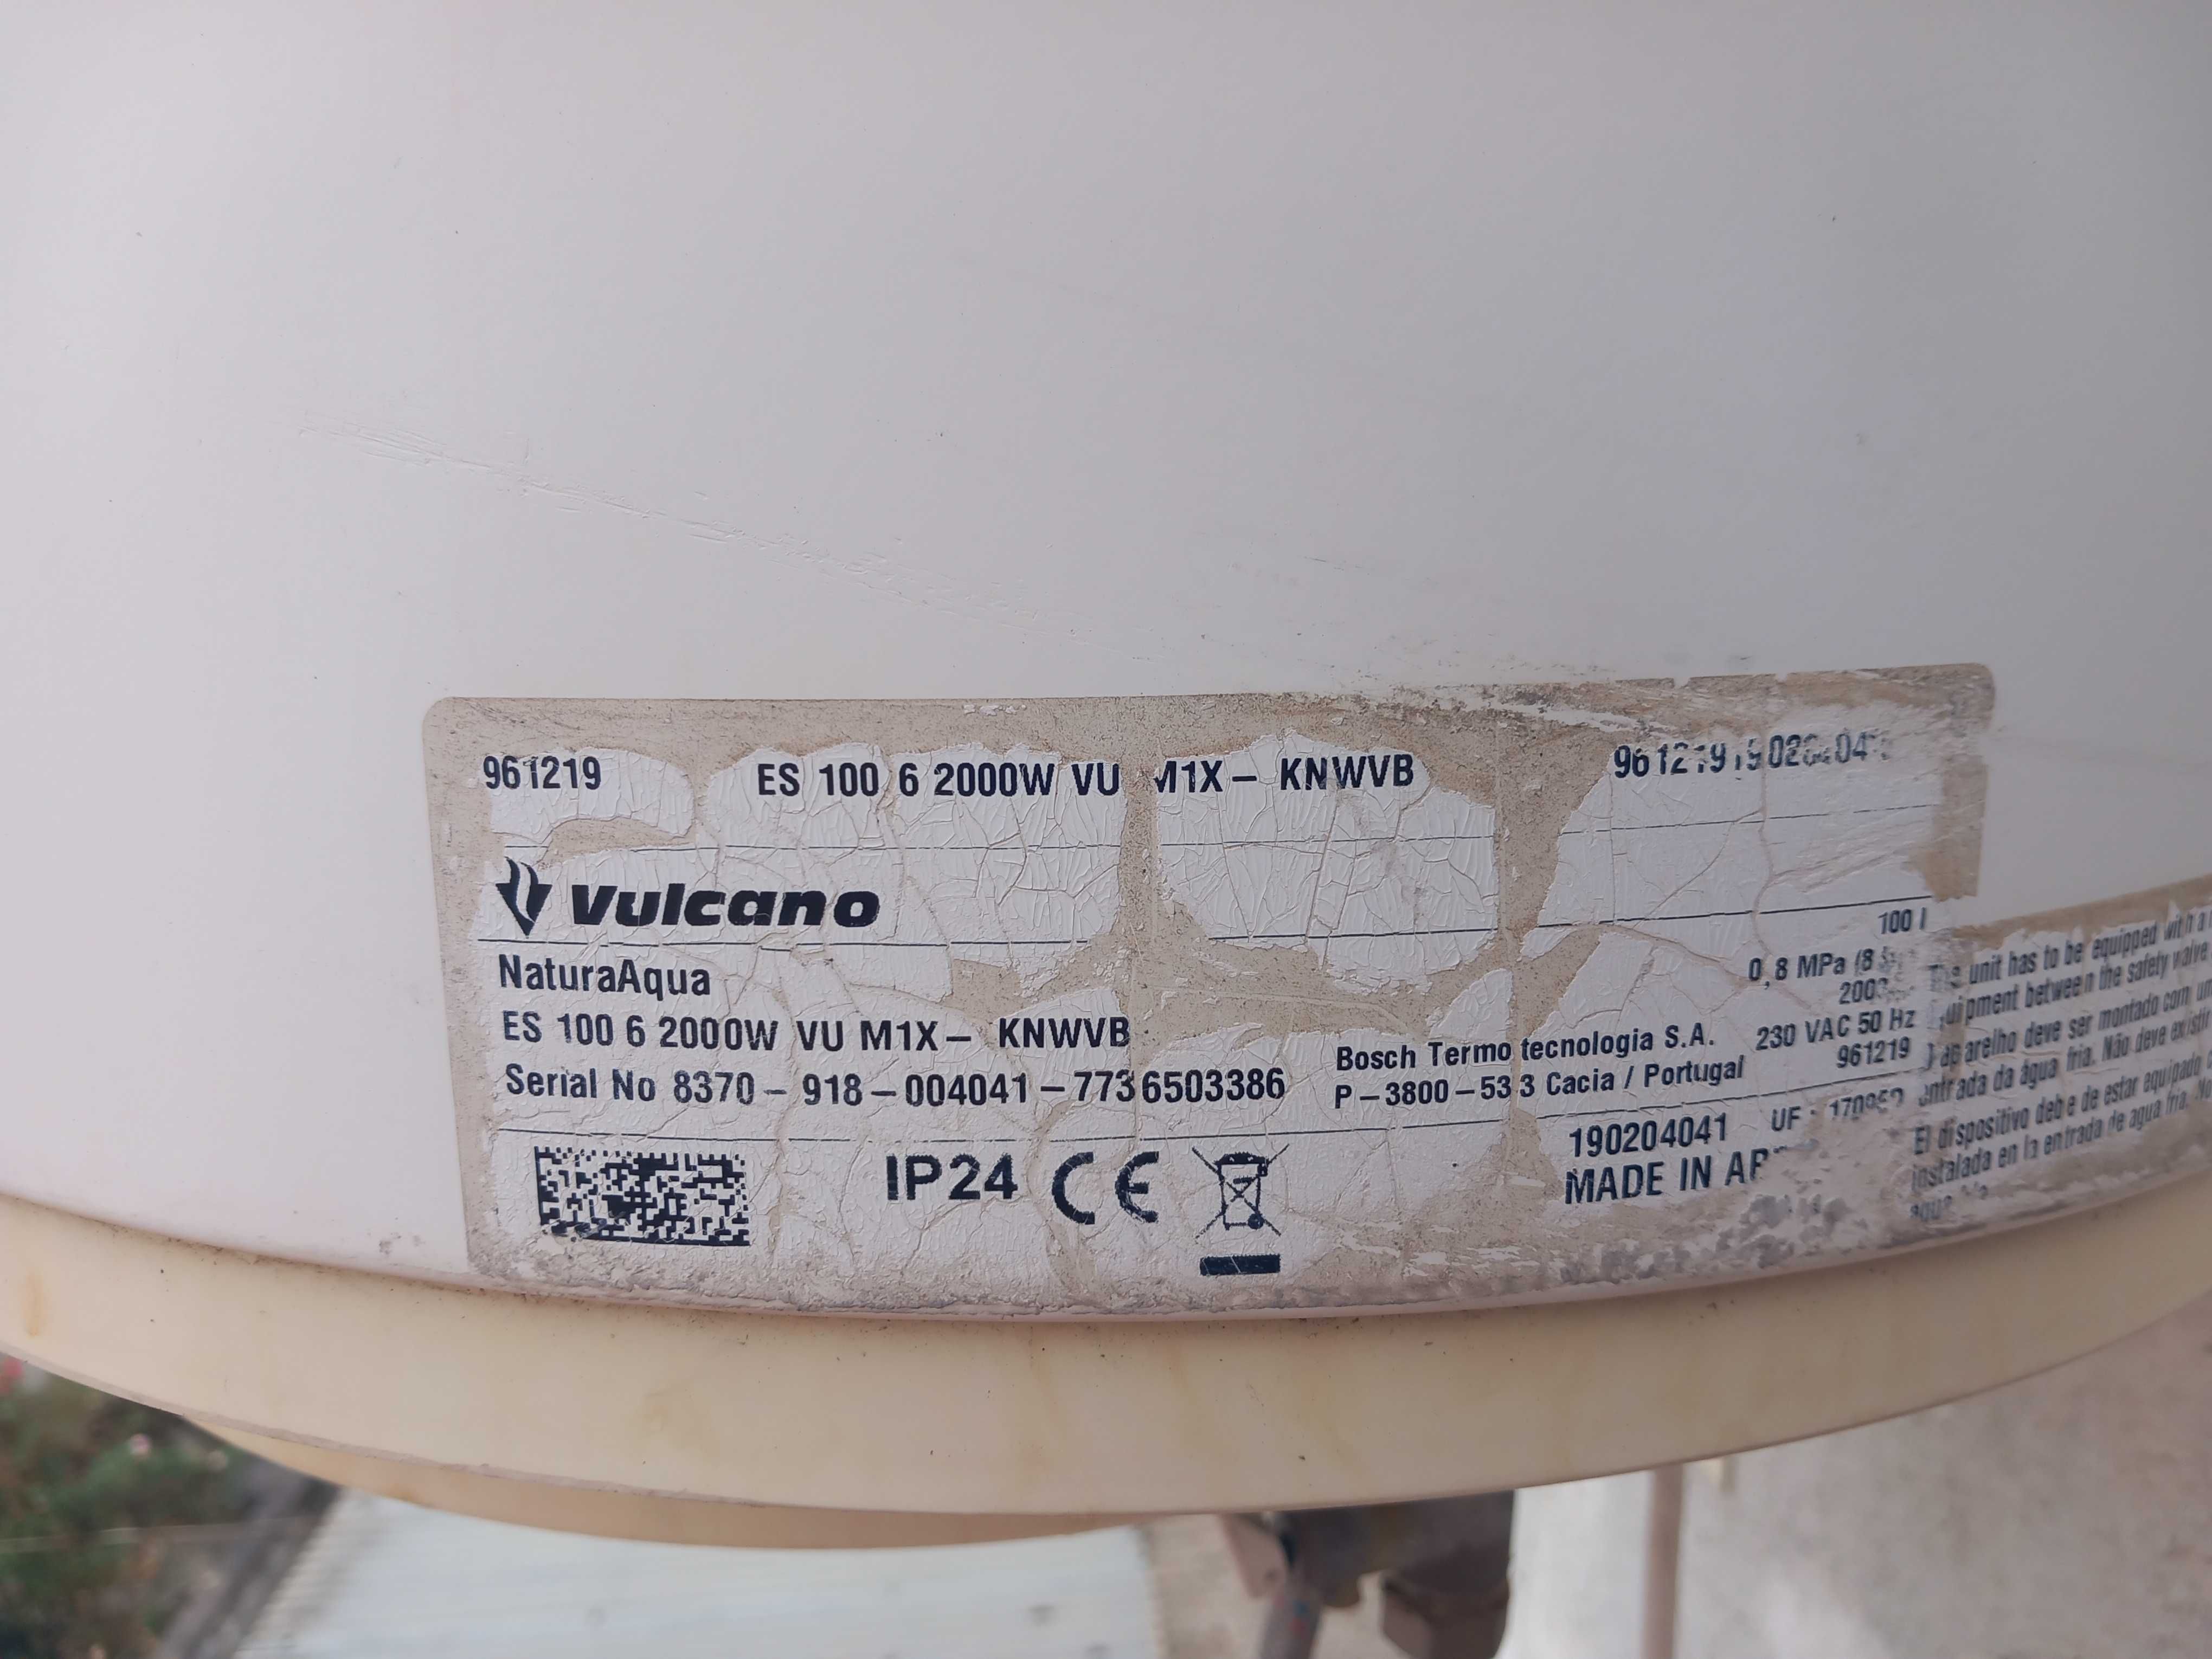 961219 ES 100 6 2000W VU M1X – KNWVB
Vulcano
NaturaAqua
ES 100 6 2000W VU M1X – KNWVB
Serial No 8370 – 918 – 004041 – 7736503386
Bosch Termotecnologia S.A.
P – 3800 – 533 Cacia / Portugal
100 l
0,8 MPa (8
230 VAC 50 Hz
961219
190204041 UF
MADE IN
IP24 CE
unit has to be equipped with a
between the safety valve
aparelho deve ser montado com um
entrada da água fria. Não deve existir
El dispositivo debe de estar equipado
instalada en la entrada de agua fria.